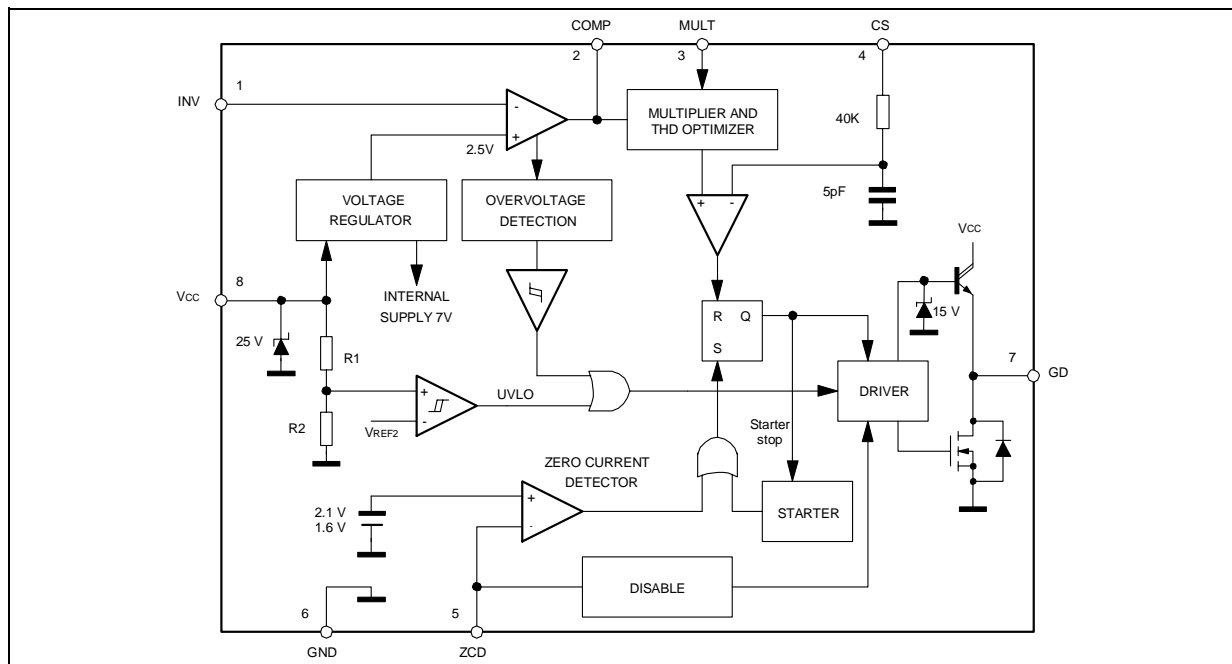 COMP
MULT
CS
2
3
4
1
INV
-
+
2.5V
MULTIPLIER AND
THD OPTIMIZER
40K
5pF
VOLTAGE
REGULATOR
OVERVOLTAGE
DETECTION
+
-
VCC
8
VCC
INTERNAL
SUPPLY 7V
R Q
S
15 V
25 V
R1
7
GD
DRIVER
+
-
UVLO
R2
VREF2
Starter
stop
ZERO CURRENT
DETECTOR
2.1 V
1.6 V
+
-
STARTER
DISABLE
6
5
GND
ZCD